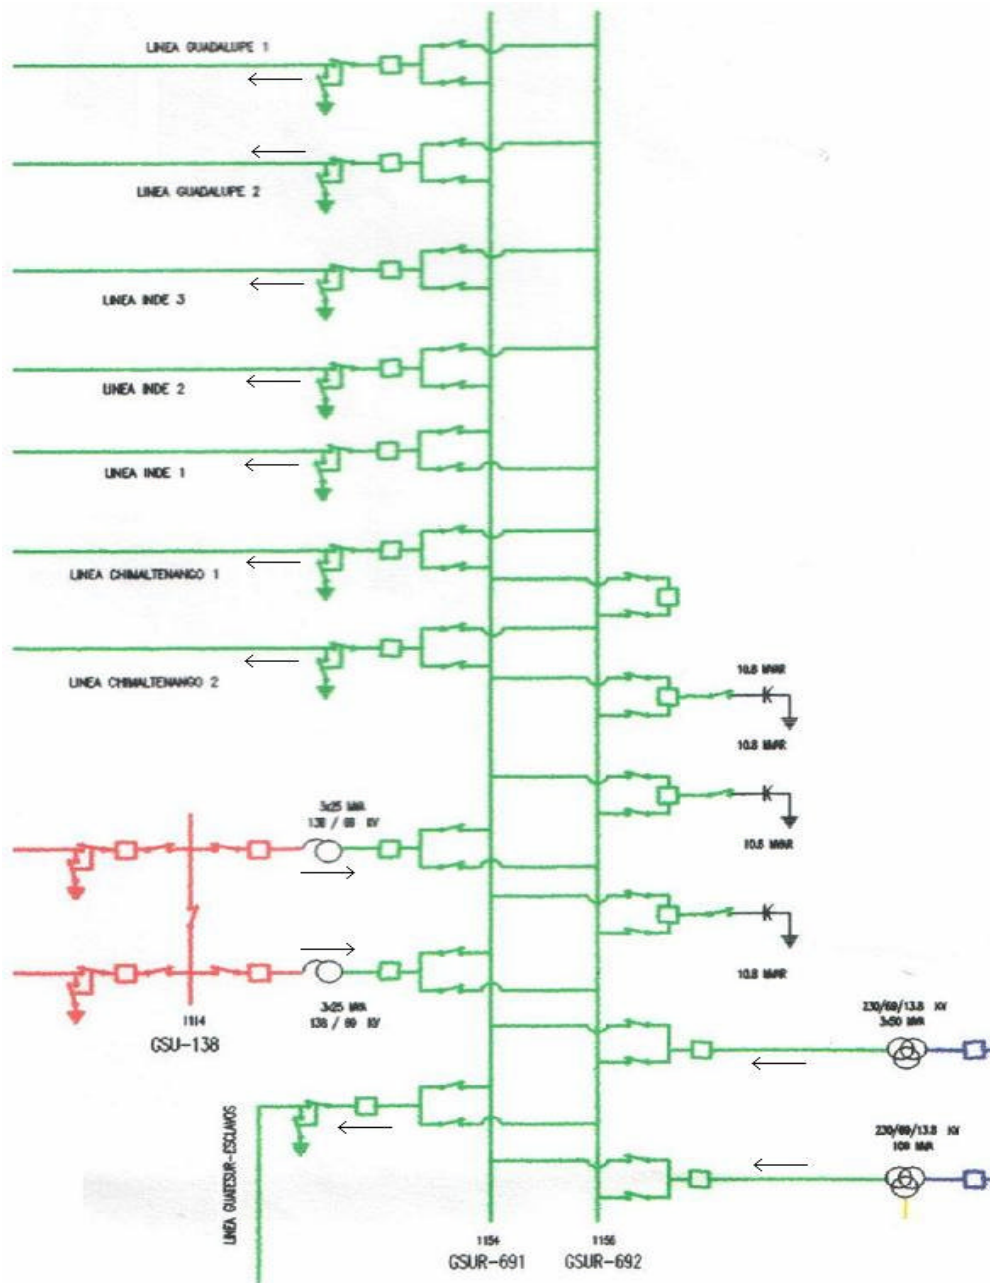 LINEA GUADALUPE 1
LINEA GUADALUPE 2
LINEA INDE 3
LINEA INDE 2
LINEA INDE 1
LINEA CHIMALTENANGO 1
LINEA CHIMALTENANGO 2
10.8 MVAR
10.8 MVAR
10.8 MVAR
10.8 MVAR
3x25 MVA
138 / 69 KV
3x25 MVA
138 / 69 KV
1114
GSU-138
230/69/13.8 KV
3x50 MVA
230/69/13.8 KV
LINEA GUATESUR-ESCLAVOS
1154
GSUR-691
1156
GSUR-692